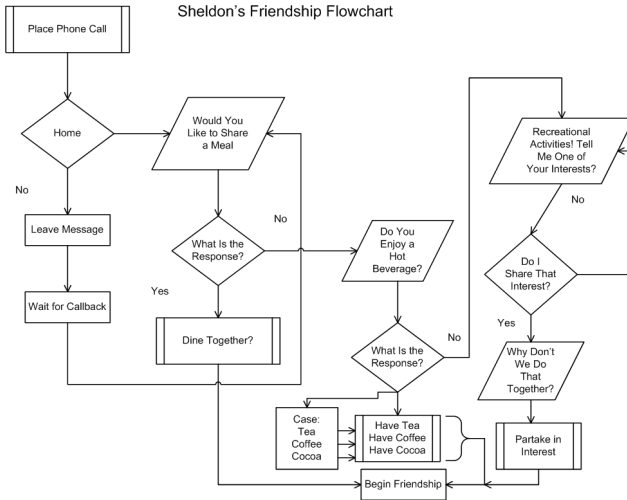 Sheldon's Friendship Flowchart
Place Phone Call
Home
No
Leave Message
Wait for Callback
Would You
Like to Share
a Meal
What Is the
Response?
No
Yes
Dine Together?
Do You
Enjoy a
Hot
Beverage?
What Is the
Response?
No
Case:
Tea
Coffee
Cocoa
Have Tea
Have Coffee
Have Cocoa
Recreational
Activities! Tell
Me One of
Your Interests?
No
Do I
Share That
Interest?
Yes
Why Don't
We Do
That
Together?
Partake in
Interest
Begin Friendship